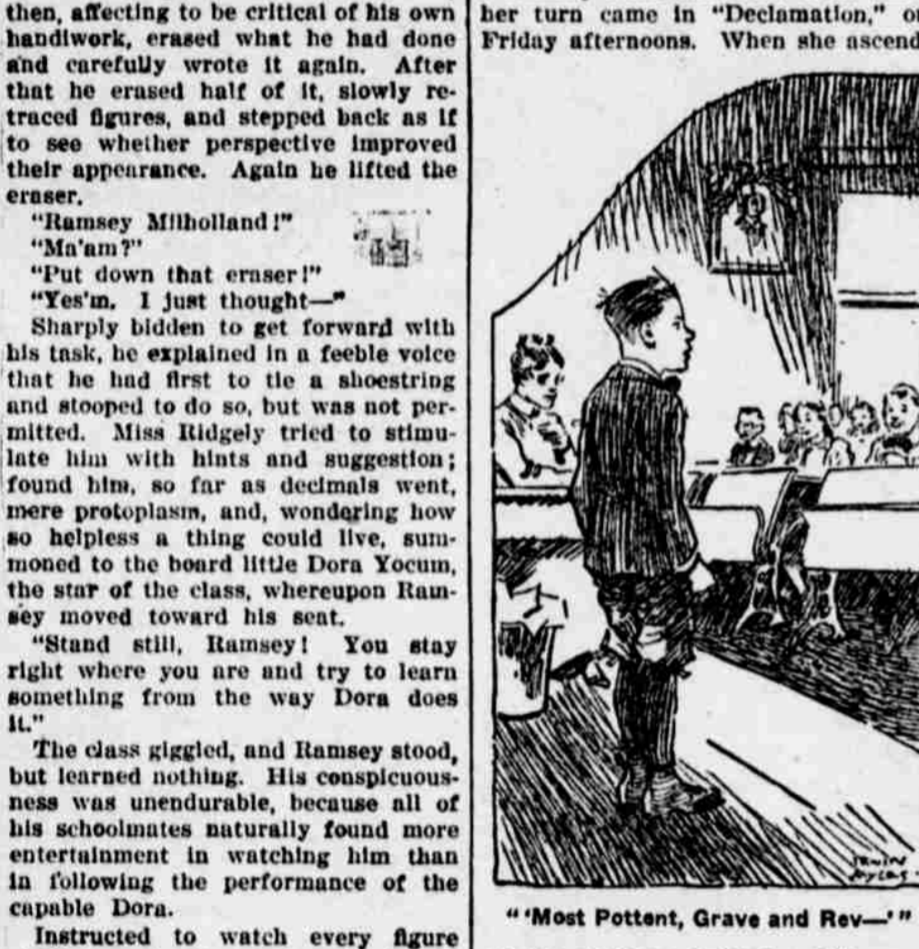 then, affecting to be critical of his own
handiwork, erased what he had done
and carefully wrote it again. After
that he erased half of it, slowly re-
traced figures, and stepped back as if
to see whether perspective improved
their appearance. Again he lifted the
eraser.
"Ramsey Milholland!"
"Ma'am?"
"Put down that eraser!"
"Yes'm. I just thought—"
Sharply bidden to get forward with
his task, he explained in a feeble voice
that he had first to tie a shoestring
and stooped to do so, but was not per-
mitted. Miss Ridgely tried to stimu-
late him with hints and suggestion;
found him, so far as decimals went,
mere protoplasm, and, wondering how
so helpless a thing could live, sum-
moned to the board little Dora Yocum,
the star of the class, whereupon Ram-
sey moved toward his seat.
"Stand still, Ramsey! You stay
right where you are and try to learn
something from the way Dora does
it."
The class giggled, and Ramsey stood,
but learned nothing. His conspicuous-
ness was unendurable, because all of
his schoolmates naturally found more
entertainment in watching him than
in following the performance of the
capable Dora.
Instructed to watch every figure
her turn came in "Declamation," o
Friday afternoons. When she ascend
IRWIN
MYERS
"'Most Pottent, Grave and Rev—'"